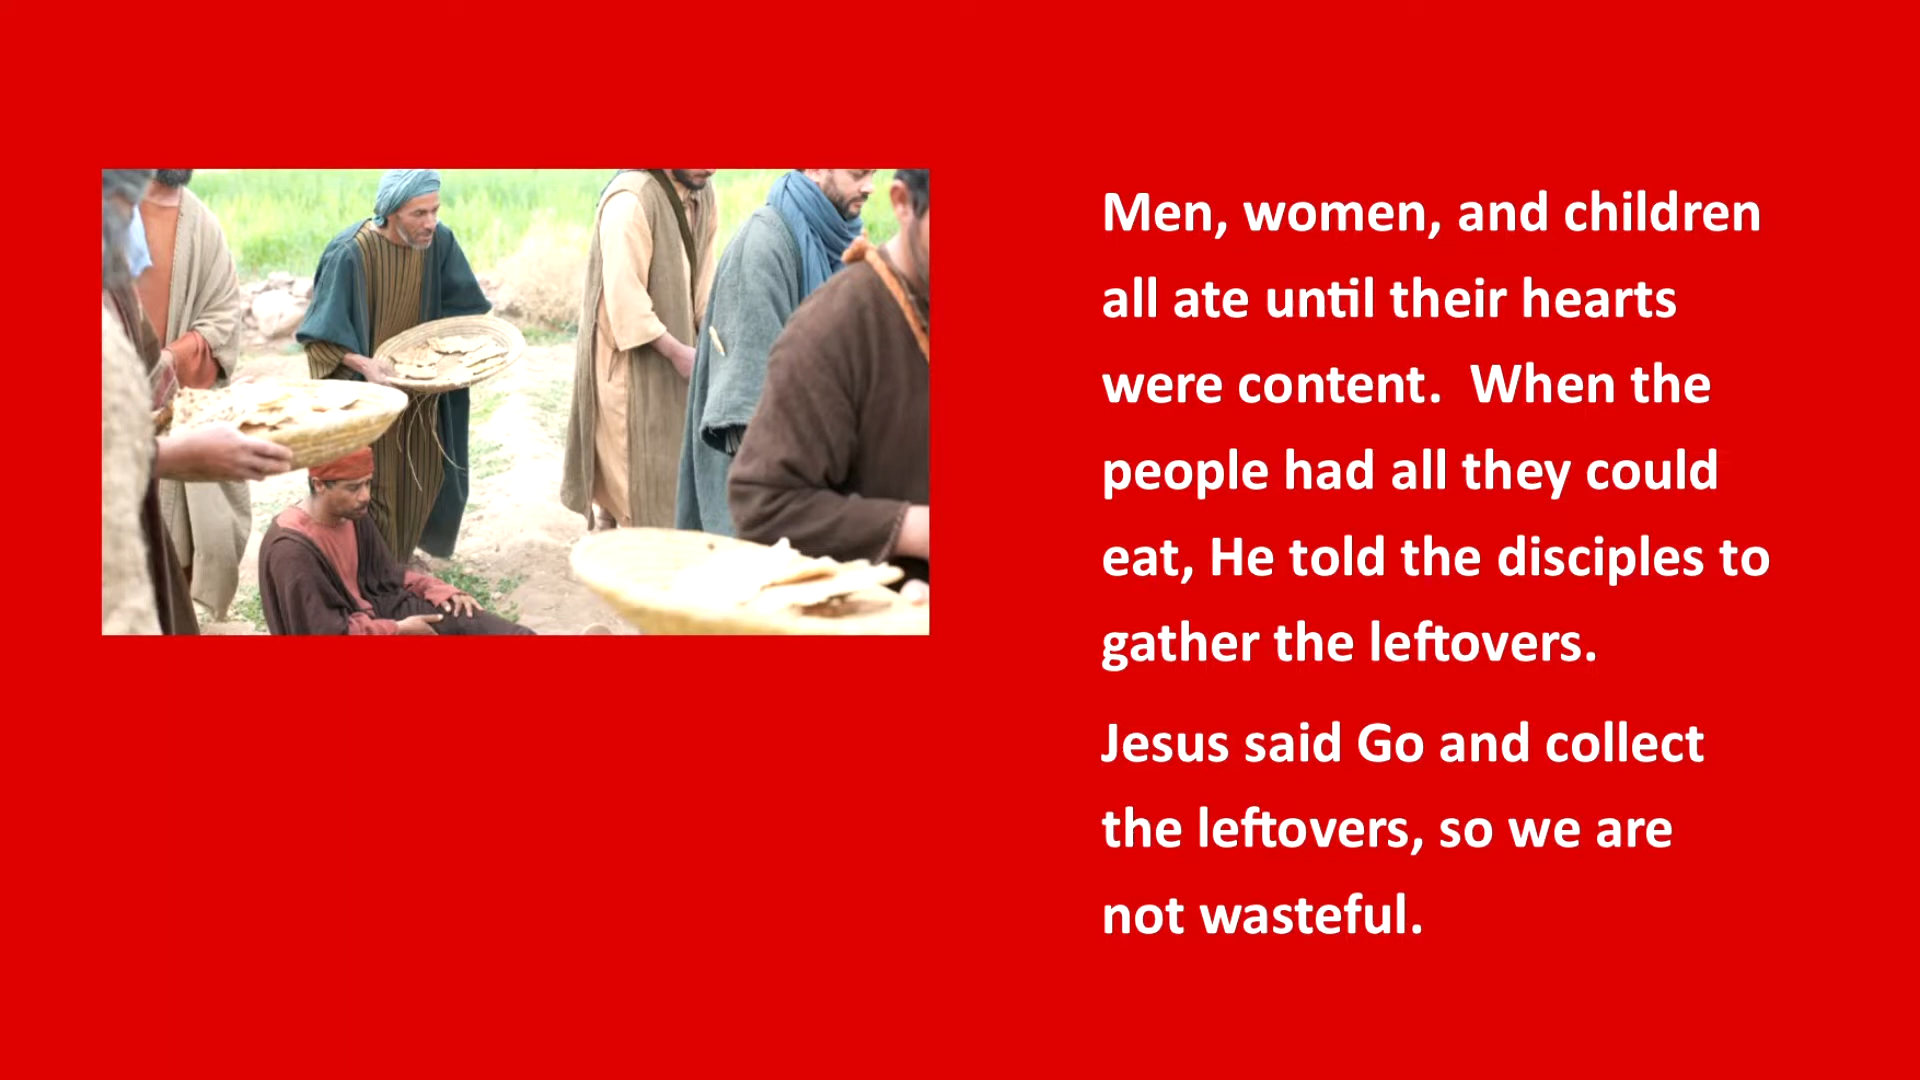 Men, women, and children
all ate until their hearts
were content.  When the
people had all they could
eat, He told the disciples to
gather the leftovers.
Jesus said Go and collect
the leftovers, so we are
not wasteful.